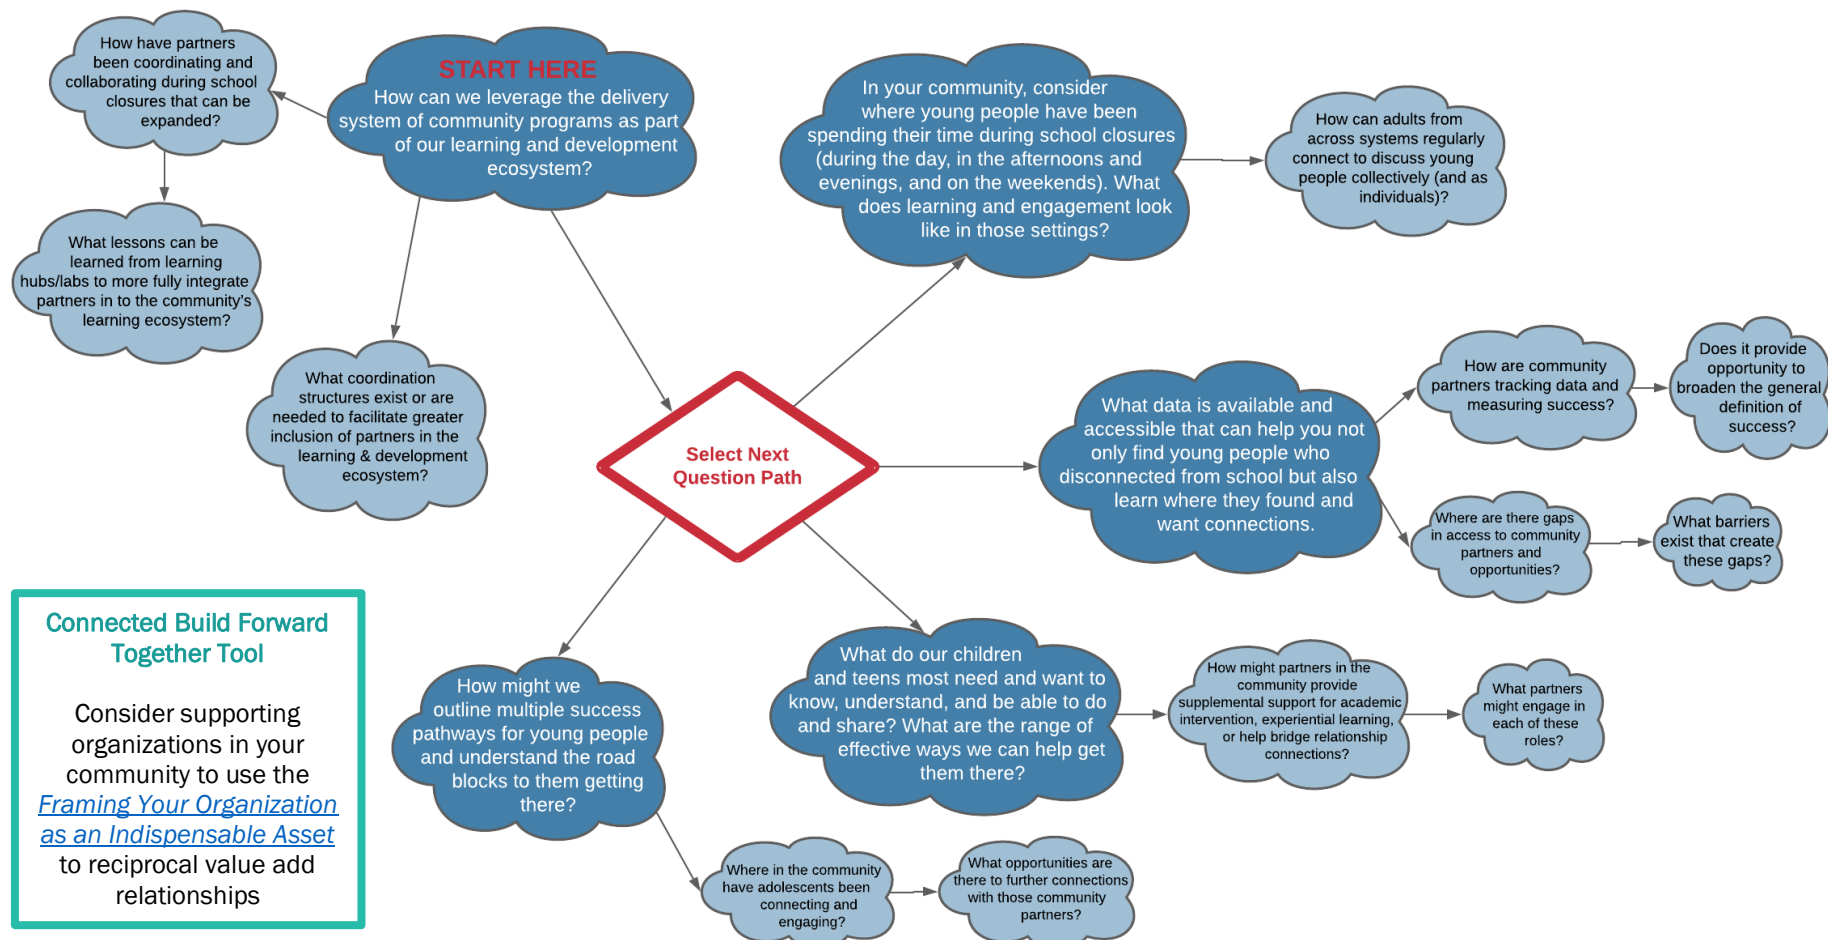 How have partners
been coordinating and
collaborating during school
closures that can be
expanded?
START HERE
How can we leverage the delivery
system of community programs as part
of our learning and development
ecosystem?
In your community, consider
where young people have been
spending their time during school closures
(during the day, in the afternoons and
evenings, and on the weekends). What
does learning and engagement look
like in those settings?
How can adults from
across systems regularly
connect to discuss young
people collectively (and as
individuals)?
What lessons can be
learned from learning
hubs/labs to more fully integrate
partners in to the community's
learning ecosystem?
What coordination
structures exist or are
needed to facilitate greater
inclusion of partners in the
learning & development
ecosystem?
Select Next
Question Path
What data is available and
accessible that can help you not
only find young people who
disconnected from school but also
learn where they found and
want connections.
How are community
partners tracking data and
measuring success?
Does it provide
opportunity to
broaden the general
definition of
success?
Where are there gaps
in access to community
partners and
opportunities?
What barriers
exist that create
these gaps?
Connected Build Forward
Together Tool
Consider supporting
organizations in your
community to use the
Framing Your Organization
as an Indispensable Asset
to reciprocal value add
relationships
How might we
outline multiple success
pathways for young people
and understand the road
blocks to them getting
there?
What do our children
and teens most need and want to
know, understand, and be able to do
and share? What are the range of
effective ways we can help get
them there?
How might partners in the
community provide
supplemental support for academic
intervention, experiential learning,
or help bridge relationship
connections?
What partners
might engage in
each of these
roles?
Where in the community
have adolescents been
connecting and
engaging?
What opportunities are
there to further connections
with those community
partners?